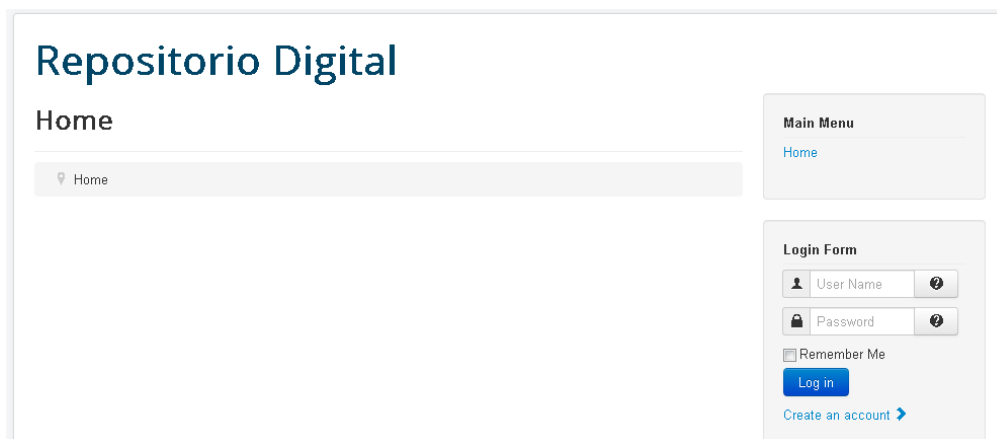 Repositorio Digital
Home
Home
Main Menu
Home
Login Form
User Name
Password
Remember Me
Log in
Create an account